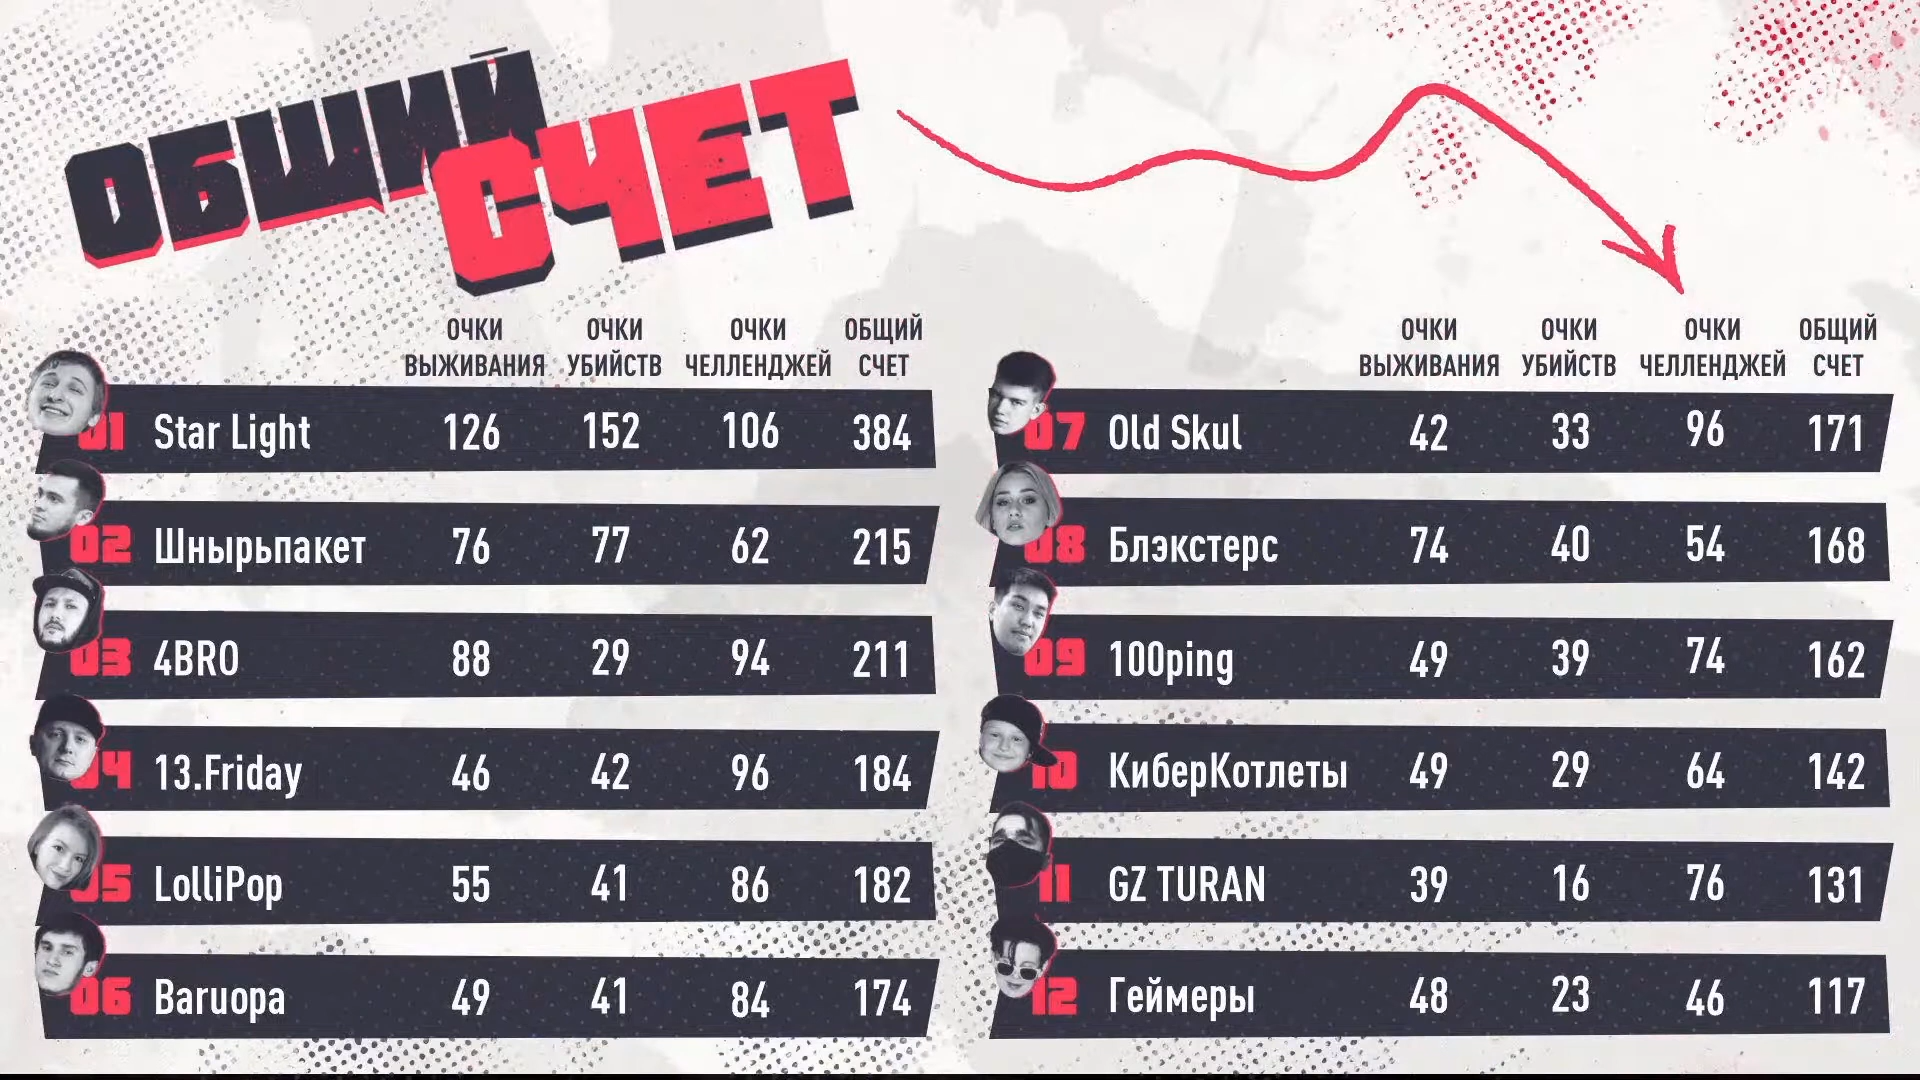 ОБЩИЙ
СЧЕТ
ОЧКИ ВЫЖИВАНИЯ ОЧКИ УБИЙСТВ ОЧКИ ЧЕЛЛЕНДЖЕЙ ОБЩИЙ СЧЕТ
01 Star Light 126 152 106 384
02 Шнырьпакет 76 77 62 215
03 4BRO 88 29 94 211
04 13.Friday 46 42 96 184
05 LolliPop 55 41 86 182
06 Baruopa 49 41 84 174
ОЧКИ ВЫЖИВАНИЯ ОЧКИ УБИЙСТВ ОЧКИ ЧЕЛЛЕНДЖЕЙ ОБЩИЙ СЧЕТ
07 Old Skul 42 33 96 171
08 Блэкстерс 74 40 54 168
09 100ping 49 39 74 162
10 КиберКотлеты 49 29 64 142
11 GZ TURAN 39 16 76 131
12 Геймеры 48 23 46 117